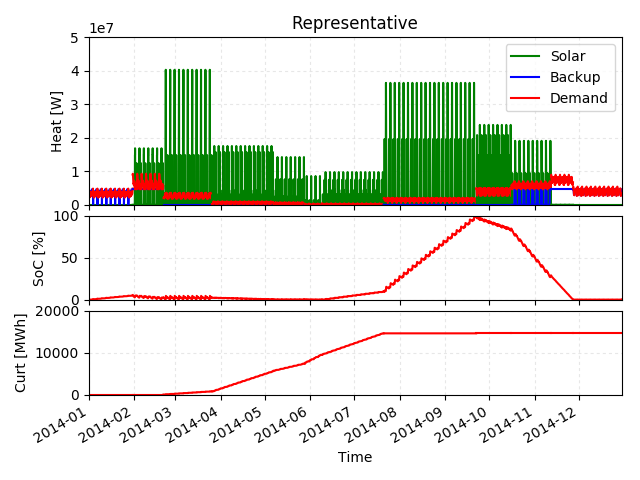 Representative
1e7
5
4
3
2
1
0
Heat [W]
Solar
Backup
Demand
100
50
0
SoC [%]
20000
10000
0
Curt [MWh]
2014-01
2014-02
2014-03
2014-04
2014-05
2014-06
2014-07
2014-08
2014-09
2014-10
2014-11
2014-12
Time